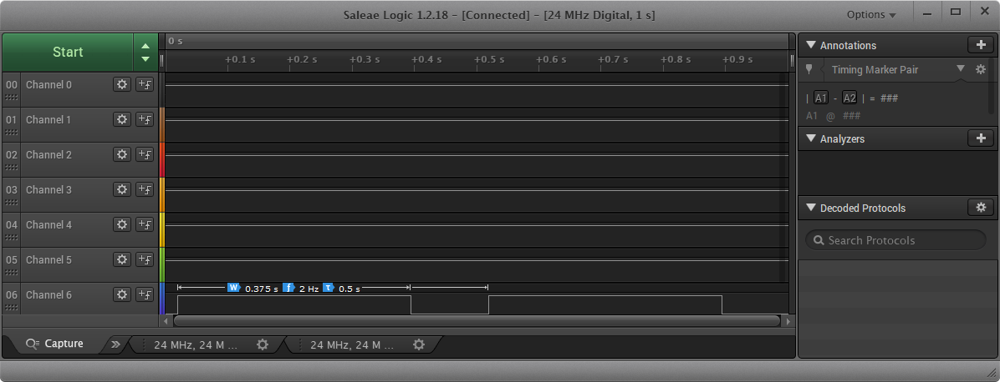 Saleae Logic 1.2.18 - [Connected] - [24 MHz Digital, 1 s]
Options
Start
0 s
+0.1 s +0.2 s +0.3 s +0.4 s +0.5 s +0.6 s +0.7 s +0.8 s +0.9 s
00 Channel 0
01 Channel 1
02 Channel 2
03 Channel 3
04 Channel 4
05 Channel 5
06 Channel 6
W 0.375 s f 2 Hz τ 0.5 s
Annotations
Timing Marker Pair
| A1 - A2 | = ###
A1 @ ###
Analyzers
Decoded Protocols
Search Protocols
Capture
24 MHz, 24 M ...
24 MHz, 24 M ...